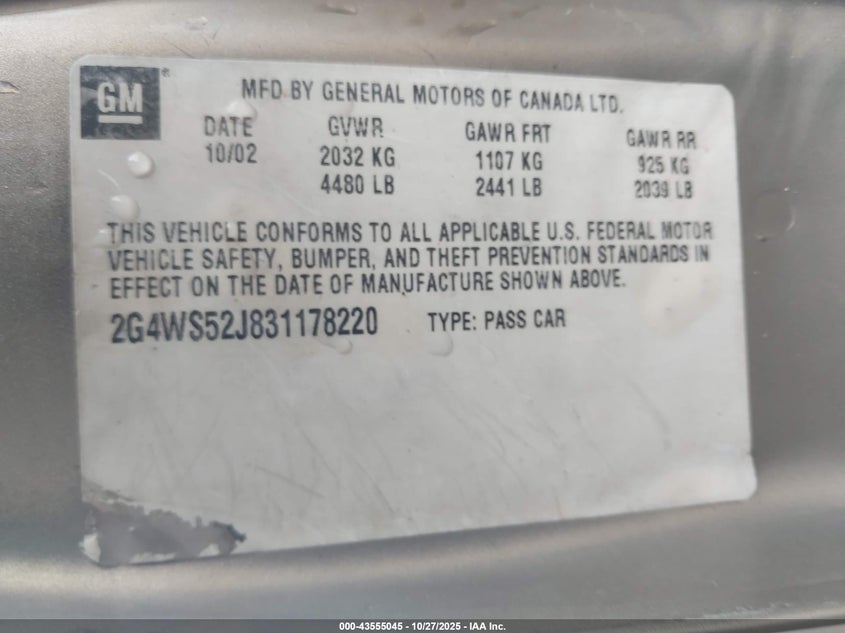 GM ®
MFD BY GENERAL MOTORS OF CANADA LTD.
DATE GVWR GAWR FRT GAWR RR
10/02 2032 KG 1107 KG 925 KG
4480 LB 2441 LB 2039 LB
THIS VEHICLE CONFORMS TO ALL APPLICABLE U.S. FEDERAL MOTOR
VEHICLE SAFETY, BUMPER, AND THEFT PREVENTION STANDARDS IN
EFFECT ON THE DATE OF MANUFACTURE SHOWN ABOVE.
2G4WS52J831178220 TYPE: PASS CAR
000-43555045 - 10/27/2025 - IAA Inc.